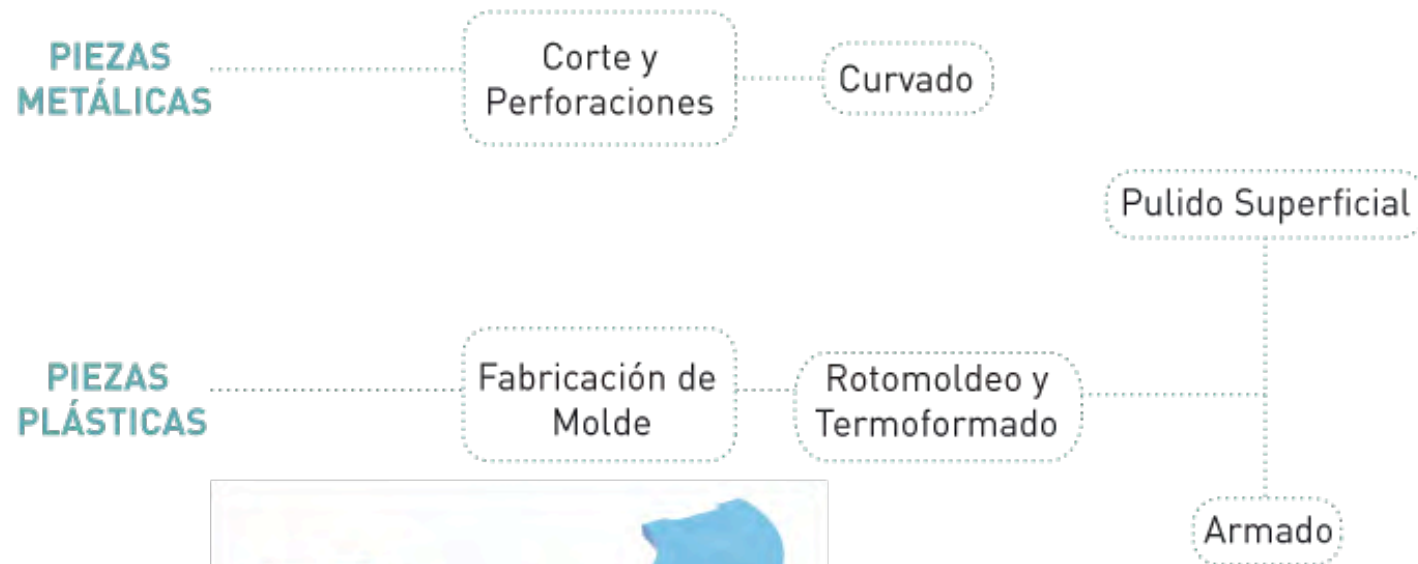 PIEZAS
METÁLICAS
Corte y
Perforaciones
Curvado
Pulido Superficial
PIEZAS
PLÁSTICAS
Fabricación de
Molde
Rotomoldeo y
Termoformado
Armado